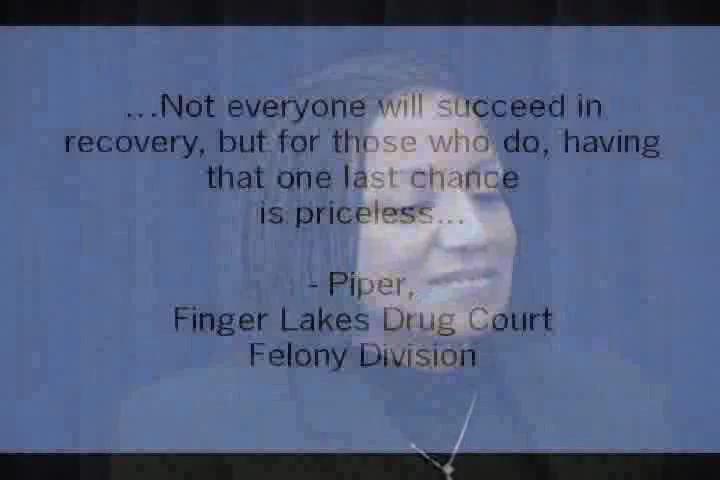 ...Not everyone will succeed in
recovery, but for those who do, having
that one last chance
is priceless...
- Piper,
Finger Lakes Drug Court
Felony Division